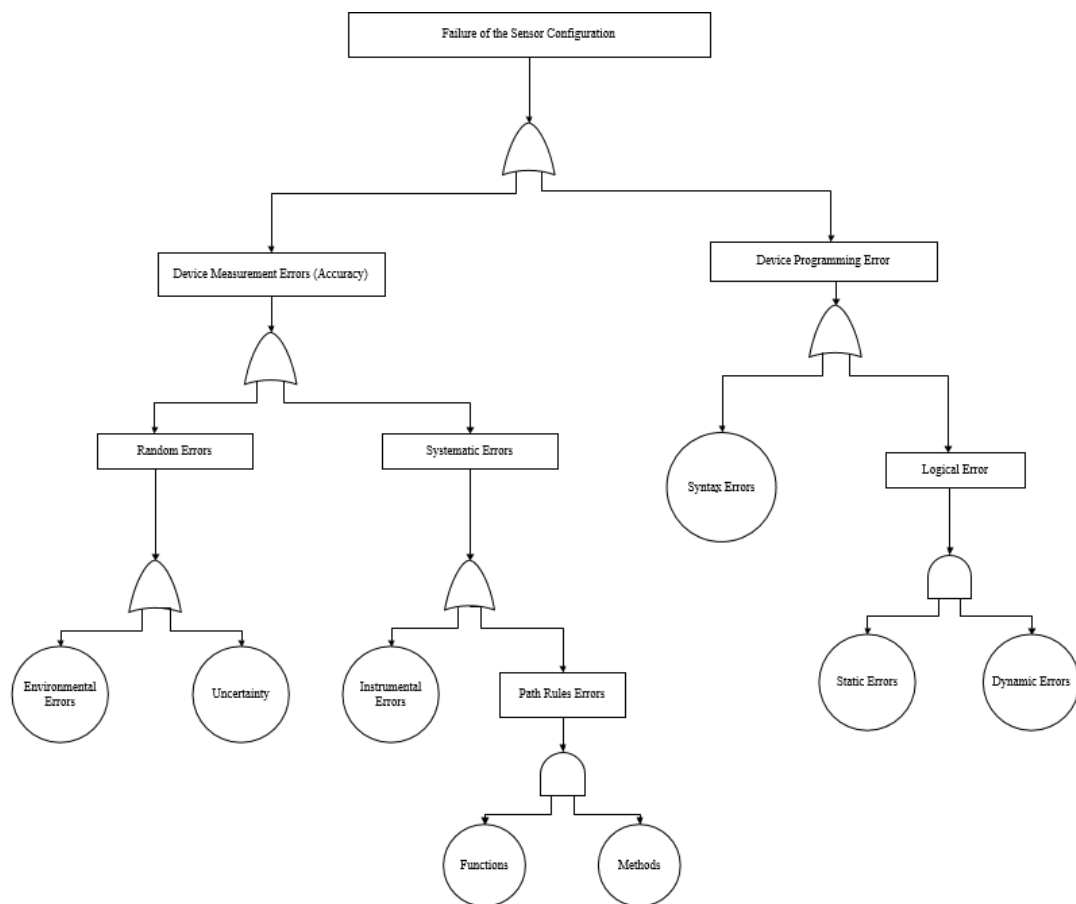 Failure of the Sensor Configuration
Device Measurement Errors (Accuracy)
Device Programming Error
Random Errors
Systematic Errors
Syntax Errors
Logical Error
Environmental
Errors
Uncertainty
Instrumental
Errors
Path Rules Errors
Static Errors
Dynamic Errors
Functions
Methods